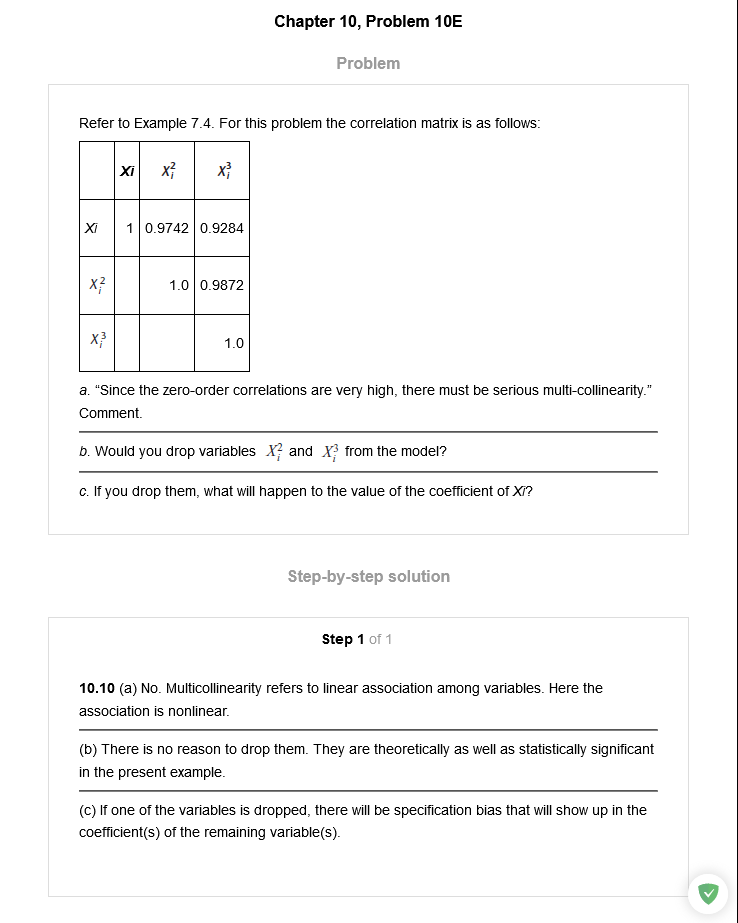 Chapter 10, Problem 10E
Problem
Refer to Example 7.4. For this problem the correlation matrix is as follows:
Xi X_i^2 X_i^3
Xi 1 0.9742 0.9284
X_i^2 1.0 0.9872
X_i^3 1.0
a. “Since the zero-order correlations are very high, there must be serious multi-collinearity.”
Comment.
b. Would you drop variables X_i^2 and X_i^3 from the model?
c. If you drop them, what will happen to the value of the coefficient of Xi?
Step-by-step solution
Step 1 of 1
10.10 (a) No. Multicollinearity refers to linear association among variables. Here the
association is nonlinear.
(b) There is no reason to drop them. They are theoretically as well as statistically significant
in the present example.
(c) If one of the variables is dropped, there will be specification bias that will show up in the
coefficient(s) of the remaining variable(s).